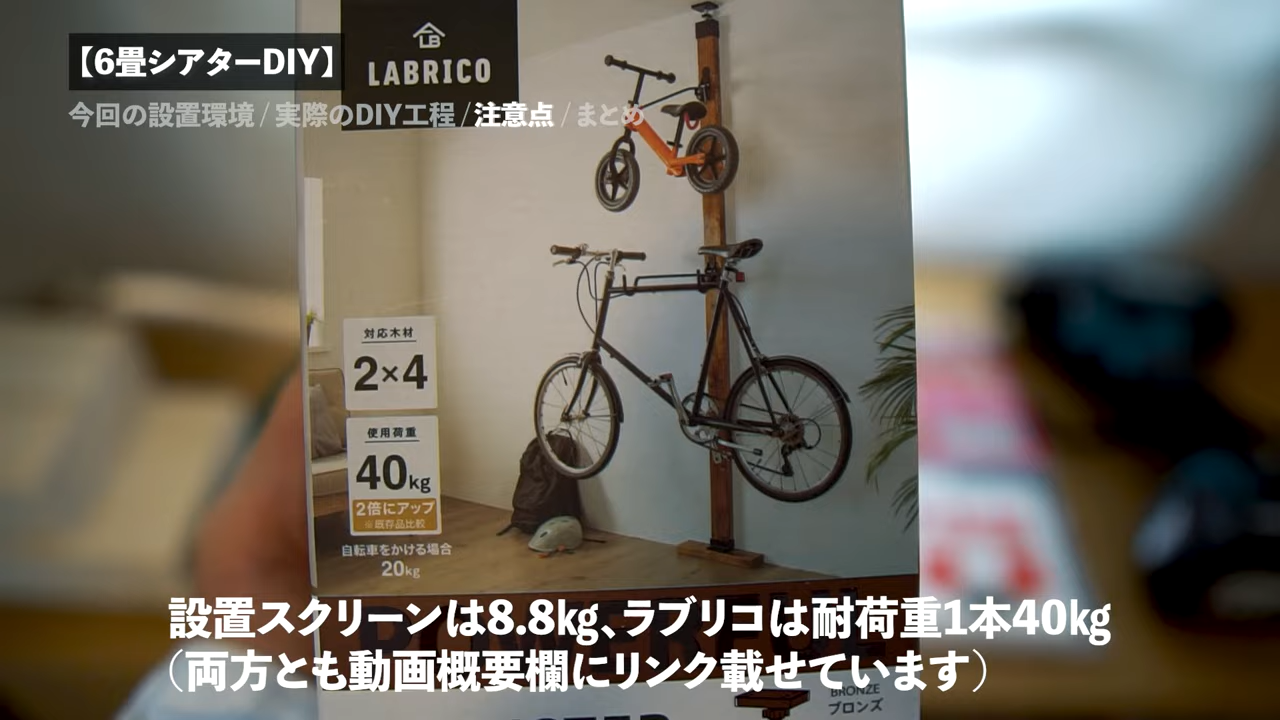 【6畳シアターDIY】
今回の設置環境/実際のDIY工程/注意点/まとめ
LABRICO
対応木材
2×4
使用荷重
40kg
2倍にアップ
※既存品比較
自転車をかける場合
20kg
設置スクリーンは8.8kg、ラブリコは耐荷重1本40kg
(両方とも動画概要欄にリンク載せています)
BRONZE
ブロンズ